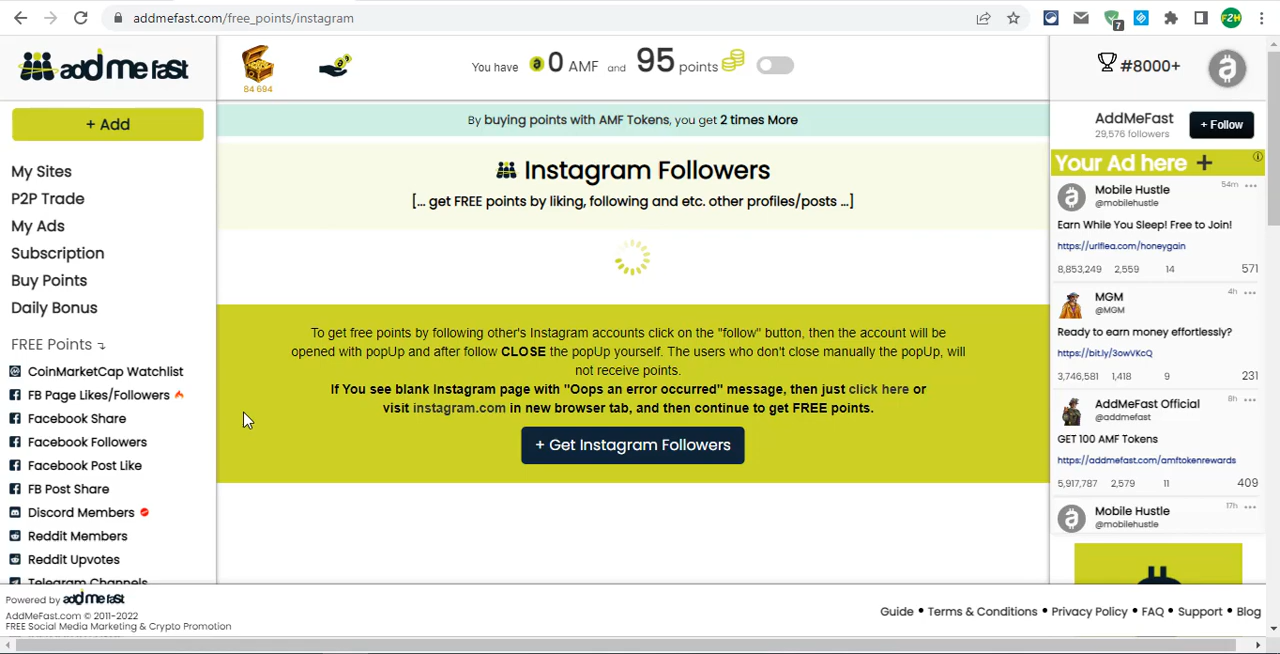 addmefast.com/free_points/instagram
7
F2H
add me fast
84 694
You have 0 AMF and 95 points
#8000+
+ Add
My Sites
P2P Trade
My Ads
Subscription
Buy Points
Daily Bonus
FREE Points
CoinMarketCap Watchlist
FB Page Likes/Followers
Facebook Share
Facebook Followers
Facebook Post Like
FB Post Share
Discord Members
Reddit Members
Reddit Upvotes
Telegram Channels
By buying points with AMF Tokens, you get 2 times More
Instagram Followers
[... get FREE points by liking, following and etc. other profiles/posts ...]
To get free points by following other's Instagram accounts click on the "follow" button, then the account will be
opened with popUp and after follow CLOSE the popUp yourself. The users who don't close manually the popUp, will
not receive points.
If You see blank Instagram page with "Oops an error occurred" message, then just click here or
visit instagram.com in new browser tab, and then continue to get FREE points.
+ Get Instagram Followers
AddMeFast
29,576 followers
+ Follow
Your Ad here +
Mobile Hustle
54m
@mobilehustle
Earn While You Sleep! Free to Join!
https://urlflea.com/honeygain
8,853,249 2,559 14 571
MGM
4h
@MGM
Ready to earn money effortlessly?
https://bit.ly/3owVKcQ
3,746,581 1,418 9 231
AddMeFast Official
8h
@addmefast
GET 100 AMF Tokens
https://addmefast.com/amftokenrewards
5,917,787 2,579 11 409
Mobile Hustle
17h
@mobilehustle
Powered by add me fast
AddMeFast.com © 2011-2022
FREE Social Media Marketing & Crypto Promotion
Guide • Terms & Conditions • Privacy Policy • FAQ • Support • Blog